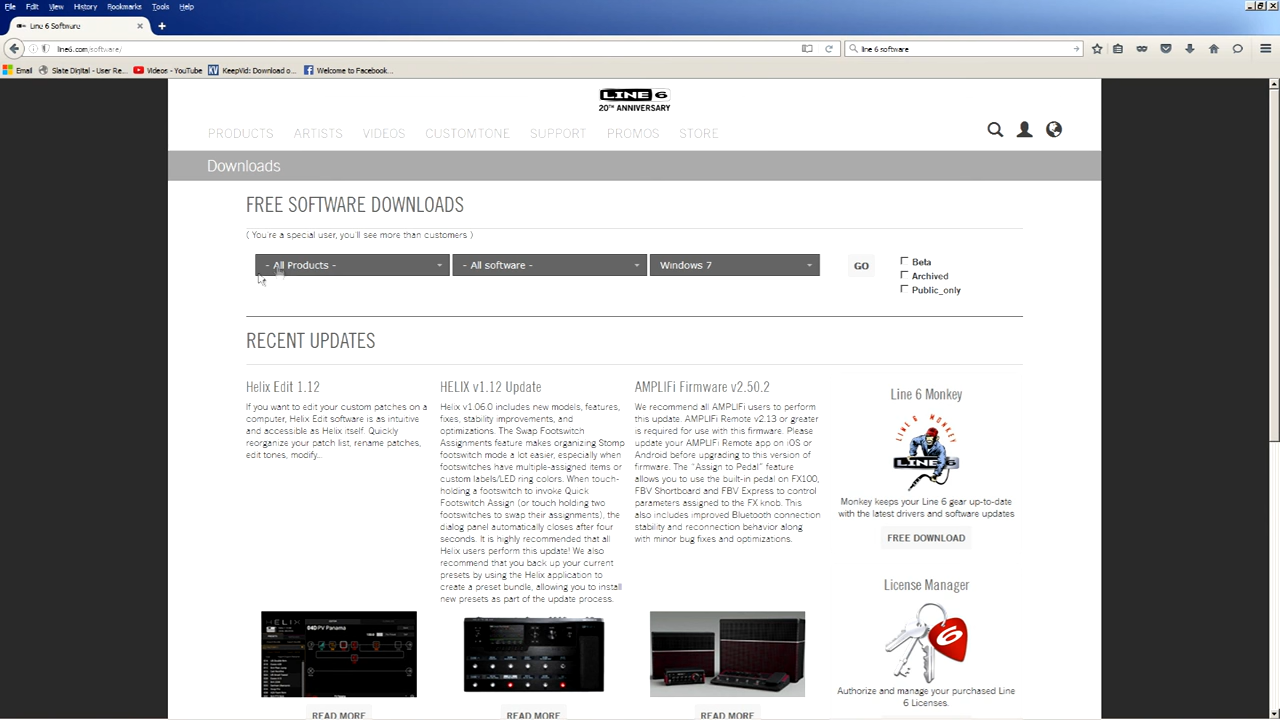 File Edit View History Bookmarks Tools Help
Line 6 Software
line6.com/software/
line 6 software
Email Slate Digital - User Re... Videos - YouTube KeepVid: Download o... Welcome to Facebook...
LINE 6
20TH ANNIVERSARY
PRODUCTS ARTISTS VIDEOS CUSTOMTONE SUPPORT PROMOS STORE
Downloads
FREE SOFTWARE DOWNLOADS
( You're a special user, you'll see more than customers )
- All Products - - All software - Windows 7 GO
Beta
Archived
Public_only
RECENT UPDATES
Helix Edit 1.12
If you want to edit your custom patches on a
computer, Helix Edit software is as intuitive
and accessible as Helix itself. Quickly
reorganize your patch list, rename patches,
edit tones, modify...
HELIX v1.12 Update
Helix v1.06.0 includes new models, features,
fixes, stability improvements, and
optimizations. The Swap Footswitch
Assignments feature makes organizing Stomp
footswitch mode a lot easier, especially when
footswitches have multiple-assigned items or
custom labels/LED ring colors. When touch-
holding a footswitch to invoke Quick
Footswitch Assign (or touch holding two
footswitches to swap their assignments), the
dialog panel automatically closes after four
seconds. It is highly recommended that all
Helix users perform this update! We also
recommend that you back up your current
presets by using the Helix application to
create a preset bundle, allowing you to install
new presets as part of the update process.
AMPLIFi Firmware v2.50.2
We recommend all AMPLIFi users to perform
this update. AMPLIFi Remote v2.13 or greater
is required for use with this firmware. Please
update your AMPLIFi Remote app on iOS or
Android before upgrading to this version of
firmware. The "Assign to Pedal" feature
allows you to use the built-in pedal on FX100,
FBV Shortboard and FBV Express to control
parameters assigned to the FX knob. This
also includes improved Bluetooth connection
stability and reconnection behavior along
with minor bug fixes and optimizations.
Line 6 Monkey
LINE 6 MONKEY
LINE 6
Monkey keeps your Line 6 gear up-to-date
with the latest drivers and software updates
FREE DOWNLOAD
License Manager
6
Authorize and manage your purchased Line
6 Licenses.
HELIX
04D PV Panama
READ MORE READ MORE READ MORE